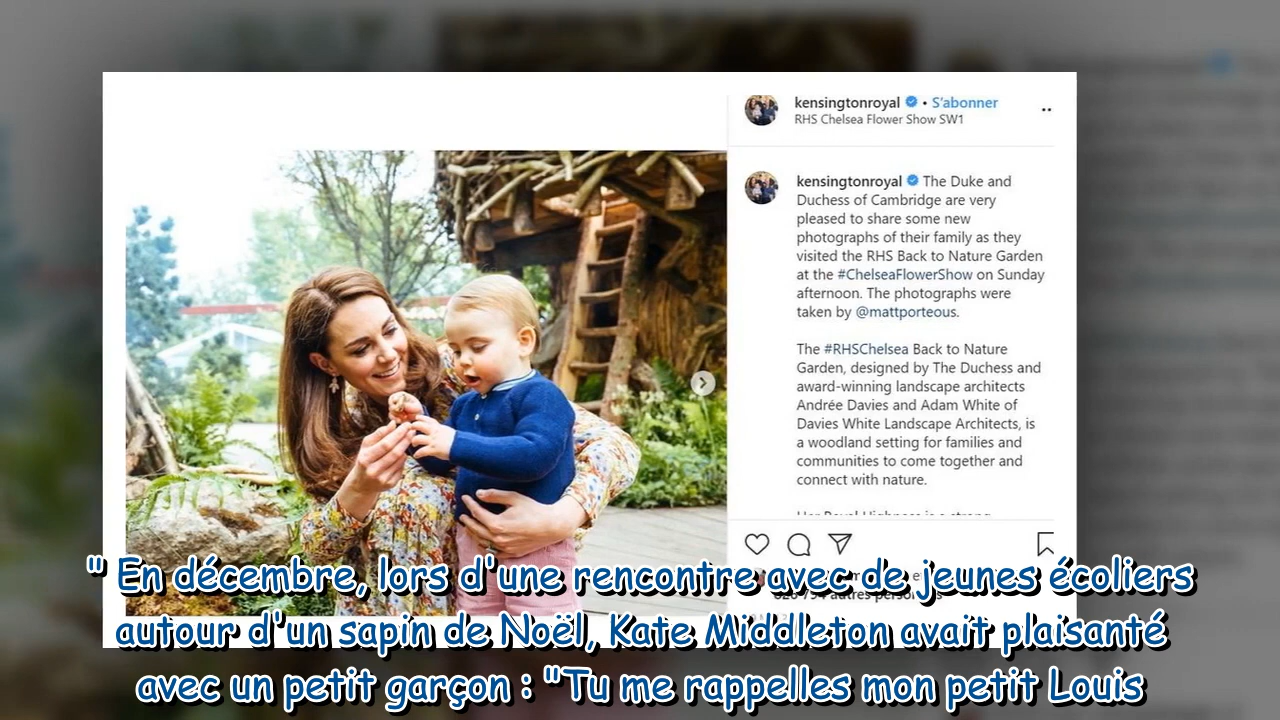 kensingtonroyal • S'abonner
RHS Chelsea Flower Show SW1
kensingtonroyal The Duke and
Duchess of Cambridge are very
pleased to share some new
photographs of their family as they
visited the RHS Back to Nature Garden
at the #ChelseaFlowerShow on Sunday
afternoon. The photographs were
taken by @mattporteous.
The #RHSChelsea Back to Nature
Garden, designed by The Duchess and
award-winning landscape architects
Andrée Davies and Adam White of
Davies White Landscape Architects, is
a woodland setting for families and
communities to come together and
connect with nature.
" En décembre, lors d'une rencontre avec de jeunes écoliers
autour d'un sapin de Noël, Kate Middleton avait plaisanté
avec un petit garçon : "Tu me rappelles mon petit Louis